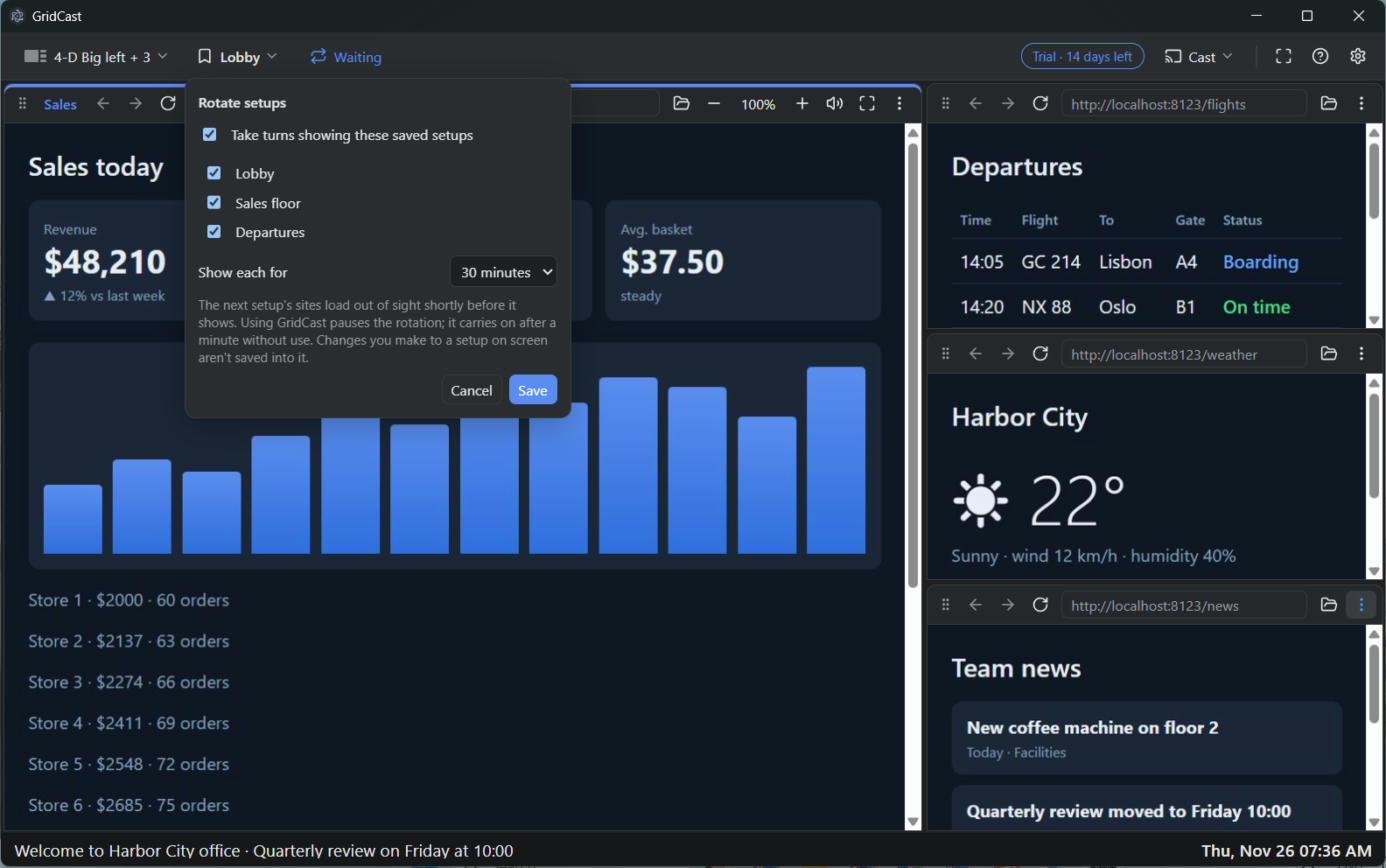 GridCast
4-D Big left + 3
Lobby
Waiting
Trial · 14 days left
Cast
Sales
100%
Rotate setups
Take turns showing these saved setups
Lobby
Sales floor
Departures
Show each for
30 minutes
The next setup's sites load out of sight shortly before it
shows. Using GridCast pauses the rotation; it carries on after a
minute without use. Changes you make to a setup on screen
aren't saved into it.
Cancel
Save
Sales today
Revenue
$48,210
▲ 12% vs last week
Avg. basket
$37.50
steady
Store 1 · $2000 · 60 orders
Store 2 · $2137 · 63 orders
Store 3 · $2274 · 66 orders
Store 4 · $2411 · 69 orders
Store 5 · $2548 · 72 orders
Store 6 · $2685 · 75 orders
http://localhost:8123/flights
Departures
Time Flight To Gate Status
14:05 GC 214 Lisbon A4 Boarding
14:20 NX 88 Oslo B1 On time
http://localhost:8123/weather
Harbor City
22°
Sunny · wind 12 km/h · humidity 40%
http://localhost:8123/news
Team news
New coffee machine on floor 2
Today · Facilities
Quarterly review moved to Friday 10:00
Welcome to Harbor City office · Quarterly review on Friday at 10:00
Thu, Nov 26 07:36 AM